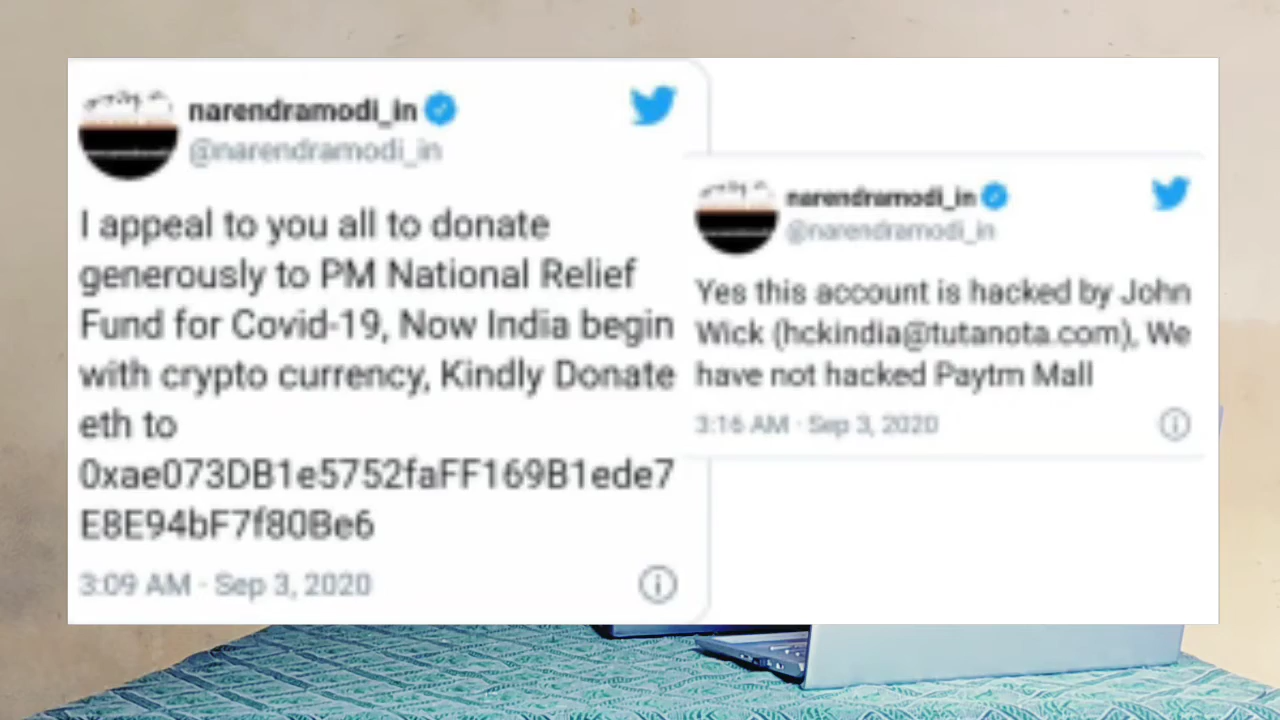 narendramodi_in
@narendramodi_in
I appeal to you all to donate
generously to PM National Relief
Fund for Covid-19, Now India begin
with crypto currency, Kindly Donate
eth to
0xae073DB1e5752faFF169B1ede7
E8E94bF7f80Be6
3:09 AM · Sep 3, 2020
narendramodi_in
@narendramodi_in
Yes this account is hacked by John
Wick (hckindia@tutanota.com), We
have not hacked Paytm Mall
3:16 AM · Sep 3, 2020